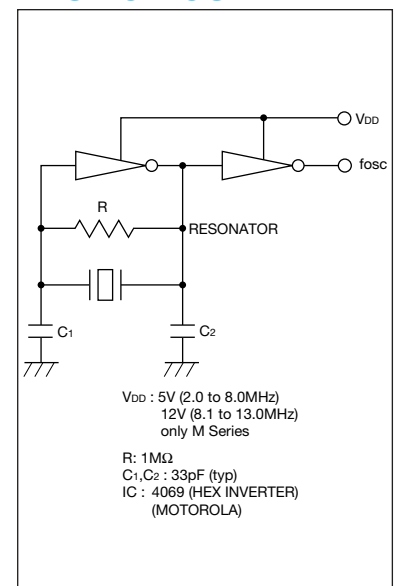 VDD
fosc
R
RESONATOR
C1
C2
VDD : 5V (2.0 to 8.0MHz)
12V (8.1 to 13.0MHz)
only M Series
R: 1MΩ
C1,C2 : 33pF (typ)
IC : 4069 (HEX INVERTER)
(MOTOROLA)